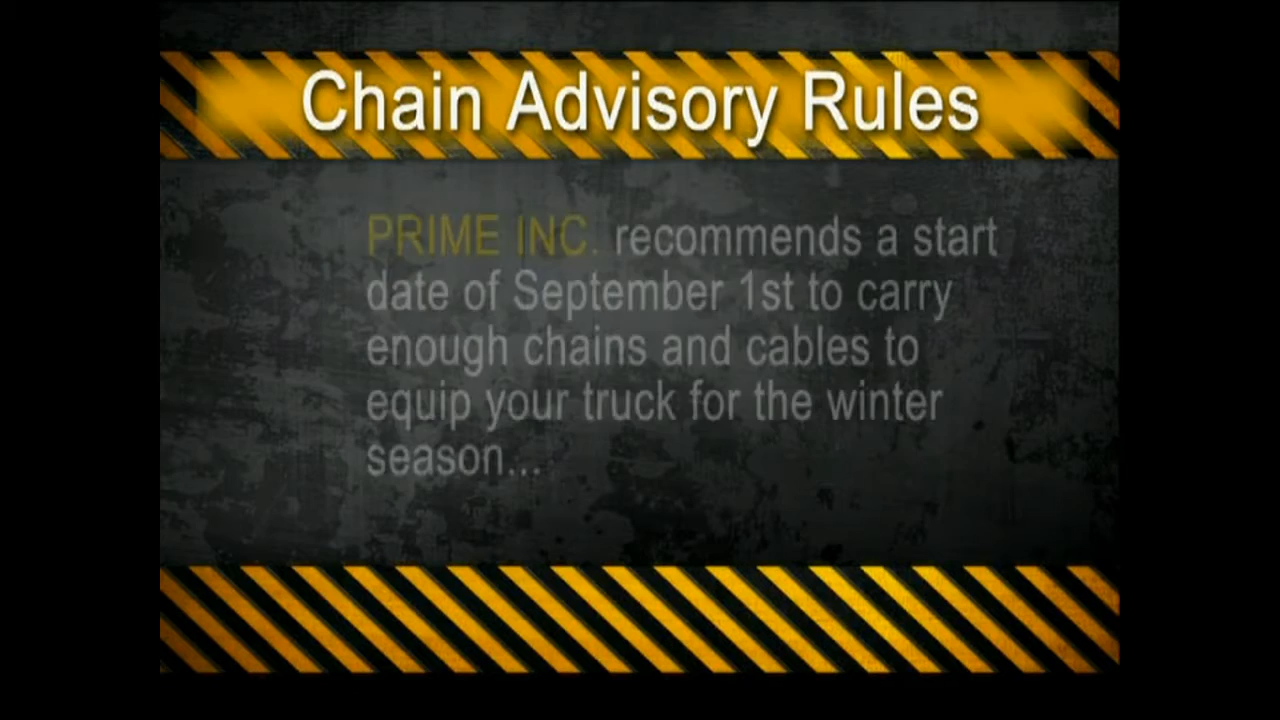 Chain Advisory Rules
PRIME INC. recommends a start
date of September 1st to carry
enough chains and cables to
equip your truck for the winter
season...